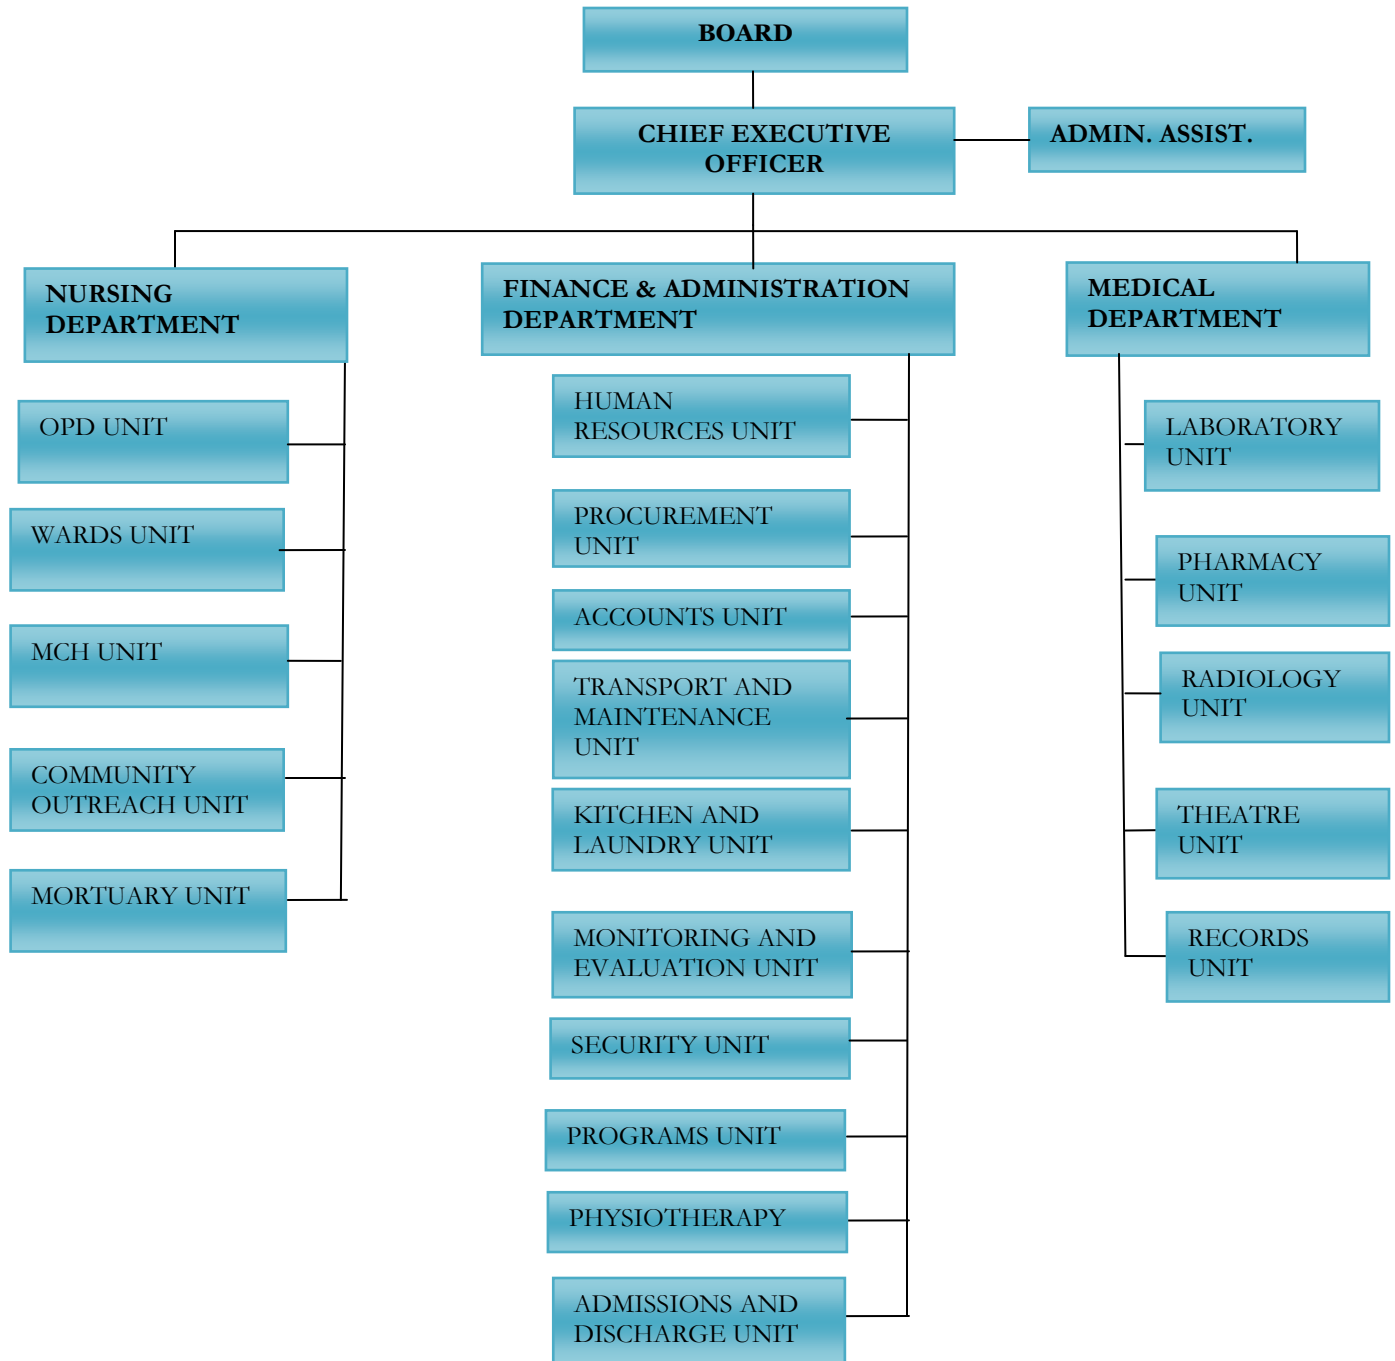 BOARD
CHIEF EXECUTIVE
OFFICER
ADMIN. ASSIST.
NURSING
DEPARTMENT
OPD UNIT
WARDS UNIT
MCH UNIT
COMMUNITY
OUTREACH UNIT
MORTUARY UNIT
FINANCE & ADMINISTRATION
DEPARTMENT
HUMAN
RESOURCES UNIT
PROCUREMENT
UNIT
ACCOUNTS UNIT
TRANSPORT AND
MAINTENANCE
UNIT
KITCHEN AND
LAUNDRY UNIT
MONITORING AND
EVALUATION UNIT
SECURITY UNIT
PROGRAMS UNIT
PHYSIOTHERAPY
ADMISSIONS AND
DISCHARGE UNIT
MEDICAL
DEPARTMENT
LABORATORY
UNIT
PHARMACY
UNIT
RADIOLOGY
UNIT
THEATRE
UNIT
RECORDS
UNIT